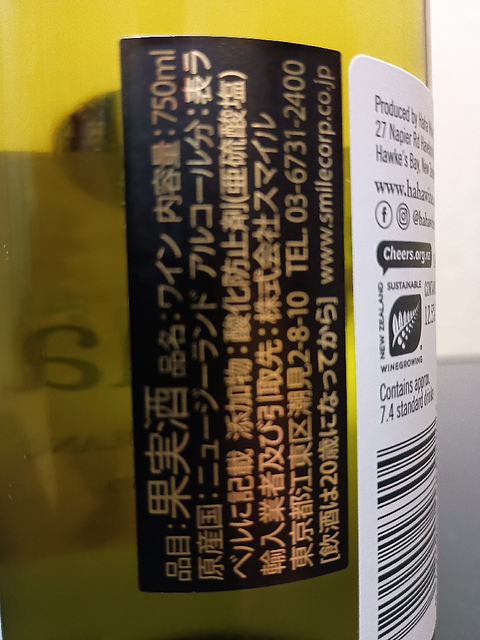 品目:果実酒 品名:ワイン 内容量:750ml
原産国:ニュージーランド アルコール分:表ラ
ベルに記載 添加物:酸化防止剤(亜硫酸塩)
輸入業者及び引取先:株式会社スマイル
東京都江東区潮見2-8-10 TEL 03-6731-2400
[飲酒は20歳になってから] www.smilecorp.co.jp
Produced by Haha
27 Napier Rd
Hawke's Bay, New
www.hahawin
@haha
Cheers.org.nz
SUSTAINABLE
NEW ZEALAND
WINEGROWING
Contains approx.
7.4 standard drinks